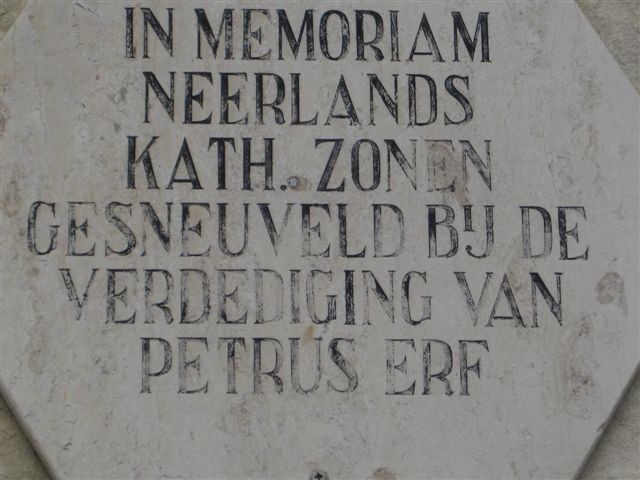 IN MEMORIAM
NEERLANDS
KATH. ZONEN
GESNEUVELD BIJ DE
VERDEDIGING VAN
PETRUS ERF